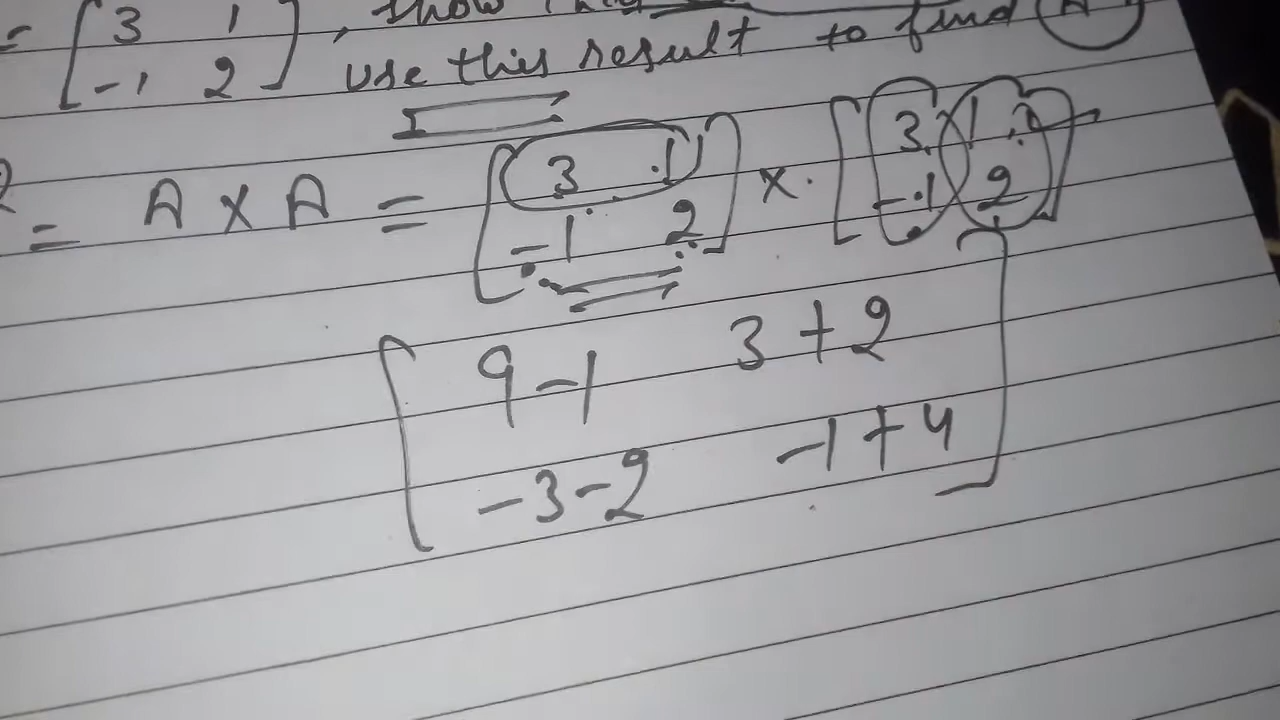 = [3 1
-1 2], show
use this result to find A
= A × A = [3 1
-1 2] × [3 1
-1 2]
[9-1 3+2
-3-2 -1+4]